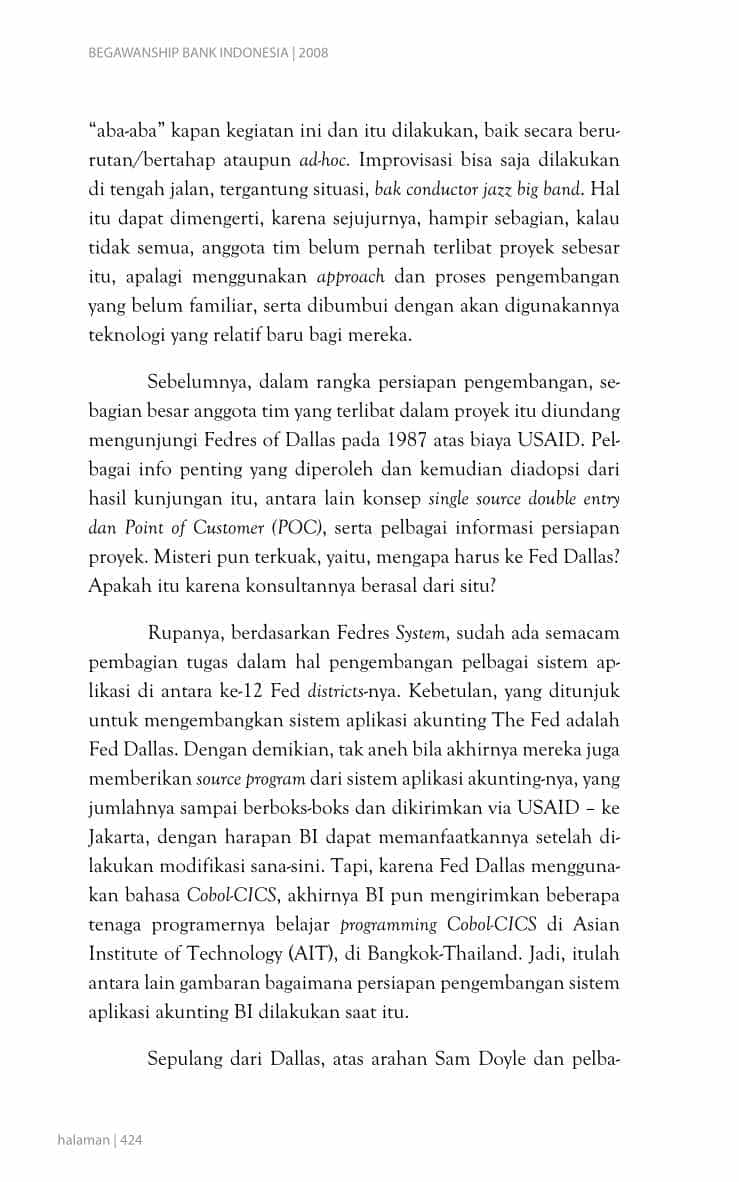 BEGAWANSHIP BANK INDONESIA | 2008
“aba-aba” kapan kegiatan ini dan itu dilakukan, baik secara beru-
rutan/bertahap ataupun ad-hoc. Improvisasi bisa saja dilakukan
di tengah jalan, tergantung situasi, bak conductor jazz big band. Hal
itu dapat dimengerti, karena sejujurnya, hampir sebagian, kalau
tidak semua, anggota tim belum pernah terlibat proyek sebesar
itu, apalagi menggunakan approach dan proses pengembangan
yang belum familiar, serta dibumbui dengan akan digunakannya
teknologi yang relatif baru bagi mereka.
Sebelumnya, dalam rangka persiapan pengembangan, se-
bagian besar anggota tim yang terlibat dalam proyek itu diundang
mengunjungi Fedres of Dallas pada 1987 atas biaya USAID. Pel-
bagai info penting yang diperoleh dan kemudian diadopsi dari
hasil kunjungan itu, antara lain konsep single source double entry
dan Point of Customer (POC), serta pelbagai informasi persiapan
proyek. Misteri pun terkuak, yaitu, mengapa harus ke Fed Dallas?
Apakah itu karena konsultannya berasal dari situ?
Rupanya, berdasarkan Fedres System, sudah ada semacam
pembagian tugas dalam hal pengembangan pelbagai sistem ap-
likasi di antara ke-12 Fed districts-nya. Kebetulan, yang ditunjuk
untuk mengembangkan sistem aplikasi akunting The Fed adalah
Fed Dallas. Dengan demikian, tak aneh bila akhirnya mereka juga
memberikan source program dari sistem aplikasi akunting-nya, yang
jumlahnya sampai berboks-boks dan dikirimkan via USAID – ke
Jakarta, dengan harapan BI dapat memanfaatkannya setelah di-
lakukan modifikasi sana-sini. Tapi, karena Fed Dallas mengguna-
kan bahasa Cobol-CICS, akhirnya BI pun mengirimkan beberapa
tenaga programernya belajar programming Cobol-CICS di Asian
Institute of Technology (AIT), di Bangkok-Thailand. Jadi, itulah
antara lain gambaran bagaimana persiapan pengembangan sistem
aplikasi akunting BI dilakukan saat itu.
Sepulang dari Dallas, atas arahan Sam Doyle dan pelba-
halaman | 424